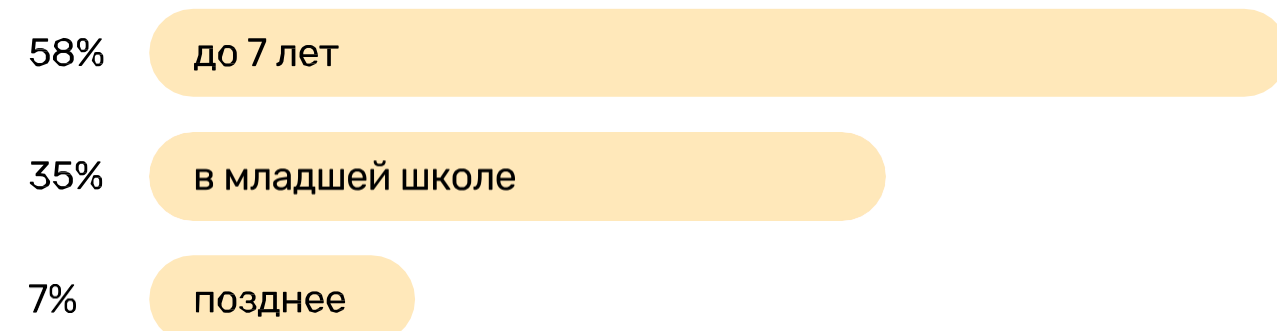 58% до 7 лет
35% в младшей школе
7% позднее